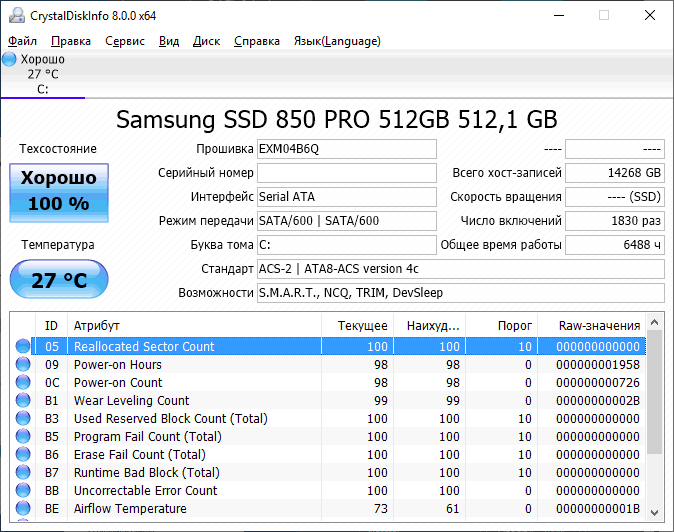 CrystalDiskInfo 8.0.0 x64
Файл Правка Сервис Вид Диск Справка Язык(Language)
Хорошо
27 °C
C:
Samsung SSD 850 PRO 512GB 512,1 GB
Техсостояние
Хорошо
100 %
Температура
27 °C
Прошивка EXM04B6Q ---- ----
Серийный номер Всего хост-записей 14268 GB
Интерфейс Serial ATA Скорость вращения ---- (SSD)
Режим передачи SATA/600 | SATA/600 Число включений 1830 раз
Буква тома C: Общее время работы 6488 ч
Стандарт ACS-2 | ATA8-ACS version 4c
Возможности S.M.A.R.T., NCQ, TRIM, DevSleep
ID Атрибут Текущее Наихуд... Порог Raw-значения
05 Reallocated Sector Count 100 100 10 000000000000
09 Power-on Hours 98 98 0 000000001958
0C Power-on Count 98 98 0 000000000726
B1 Wear Leveling Count 99 99 0 00000000002B
B3 Used Reserved Block Count (Total) 100 100 10 000000000000
B5 Program Fail Count (Total) 100 100 10 000000000000
B6 Erase Fail Count (Total) 100 100 10 000000000000
B7 Runtime Bad Block (Total) 100 100 10 000000000000
BB Uncorrectable Error Count 100 100 0 000000000000
BE Airflow Temperature 73 61 0 00000000001B